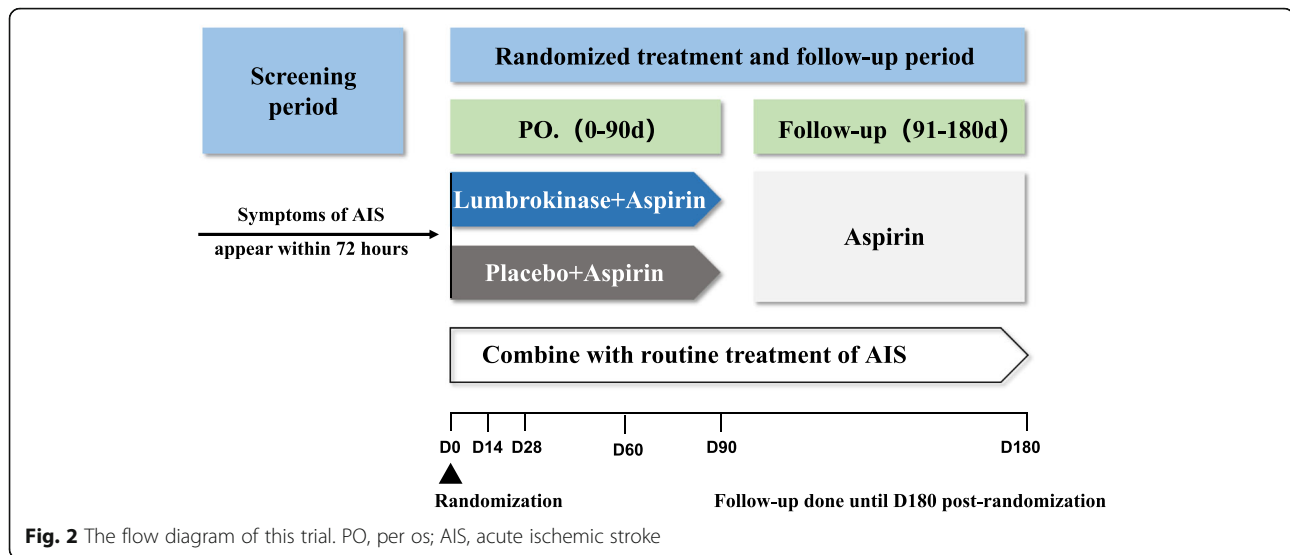 Screening
period
Randomized treatment and follow-up period
PO. (0-90d)
Follow-up (91-180d)
Symptoms of AIS
appear within 72 hours
Lumbrokinase+Aspirin
Placebo+Aspirin
Aspirin
Combine with routine treatment of AIS
D0 D14 D28 D60 D90 D180
Randomization
Follow-up done until D180 post-randomization
Fig. 2 The flow diagram of this trial. PO, per os; AIS, acute ischemic stroke